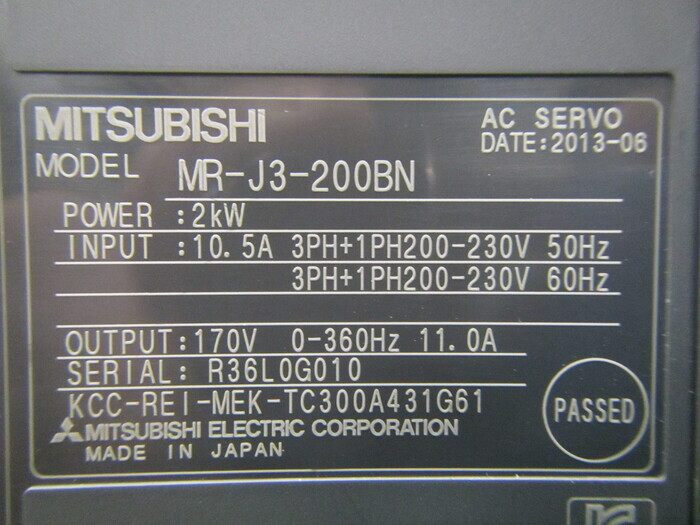 MITSUBISHI
AC SERVO
DATE:2013-06
MODEL MR-J3-200BN
POWER :2kW
INPUT :10.5A 3PH+1PH200-230V 50Hz
3PH+1PH200-230V 60Hz
OUTPUT:170V 0-360Hz 11.0A
SERIAL: R36L0G010
KCC-REI-MEK-TC300A431G61
PASSED
MITSUBISHI ELECTRIC CORPORATION
MADE IN JAPAN